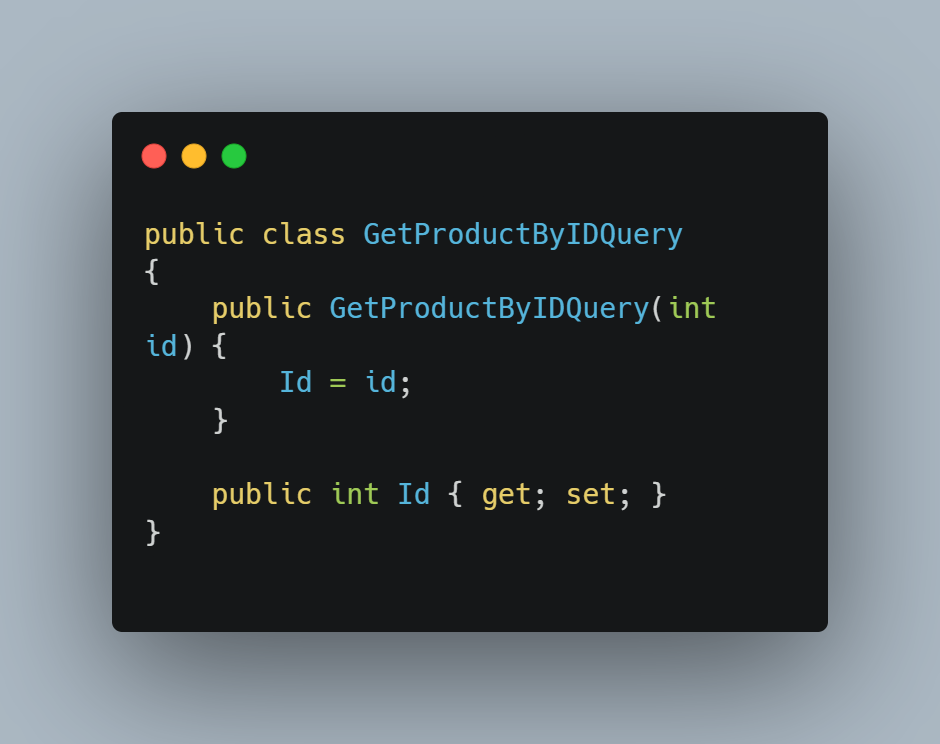 public class GetProductByIDQuery
{
    public GetProductByIDQuery(int
id) {
        Id = id;
    }

    public int Id { get; set; }
}